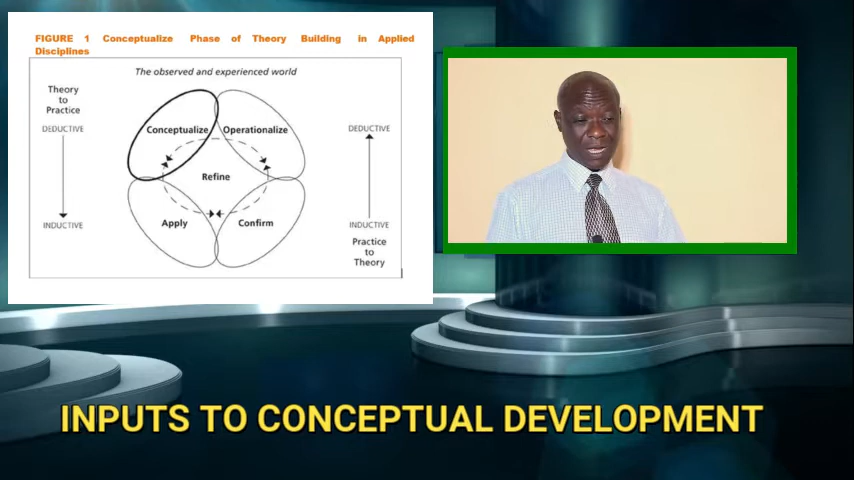 FIGURE 1 Conceptualize Phase of Theory Building in Applied
Disciplines
The observed and experienced world
Theory
to
Practice
DEDUCTIVE
INDUCTIVE
Conceptualize
Operationalize
Refine
Apply
Confirm
DEDUCTIVE
INDUCTIVE
Practice
to
Theory
INPUTS TO CONCEPTUAL DEVELOPMENT